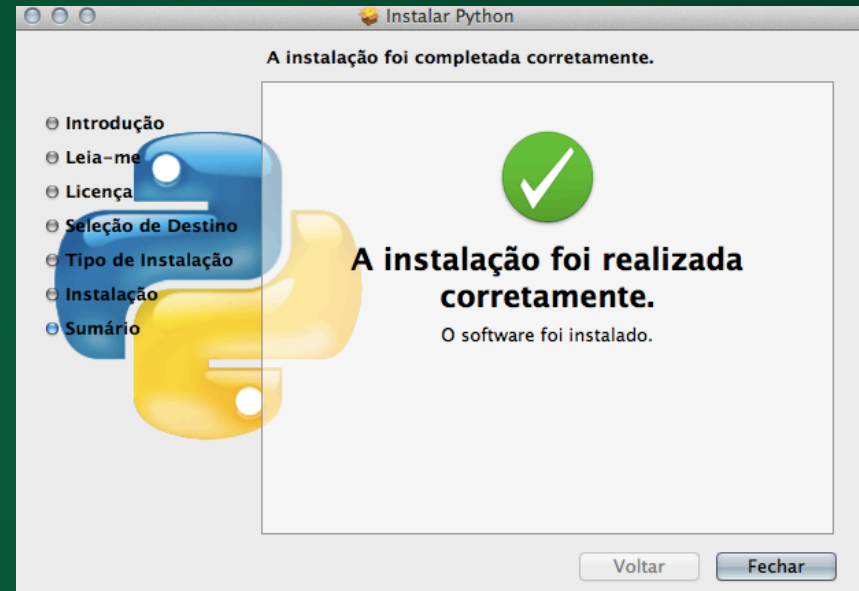 Instalar Python
A instalação foi completada corretamente.
Introdução
Leia-me
Licença
Seleção de Destino
Tipo de Instalação
Instalação
Sumário
A instalação foi realizada
corretamente.
O software foi instalado.
Voltar
Fechar